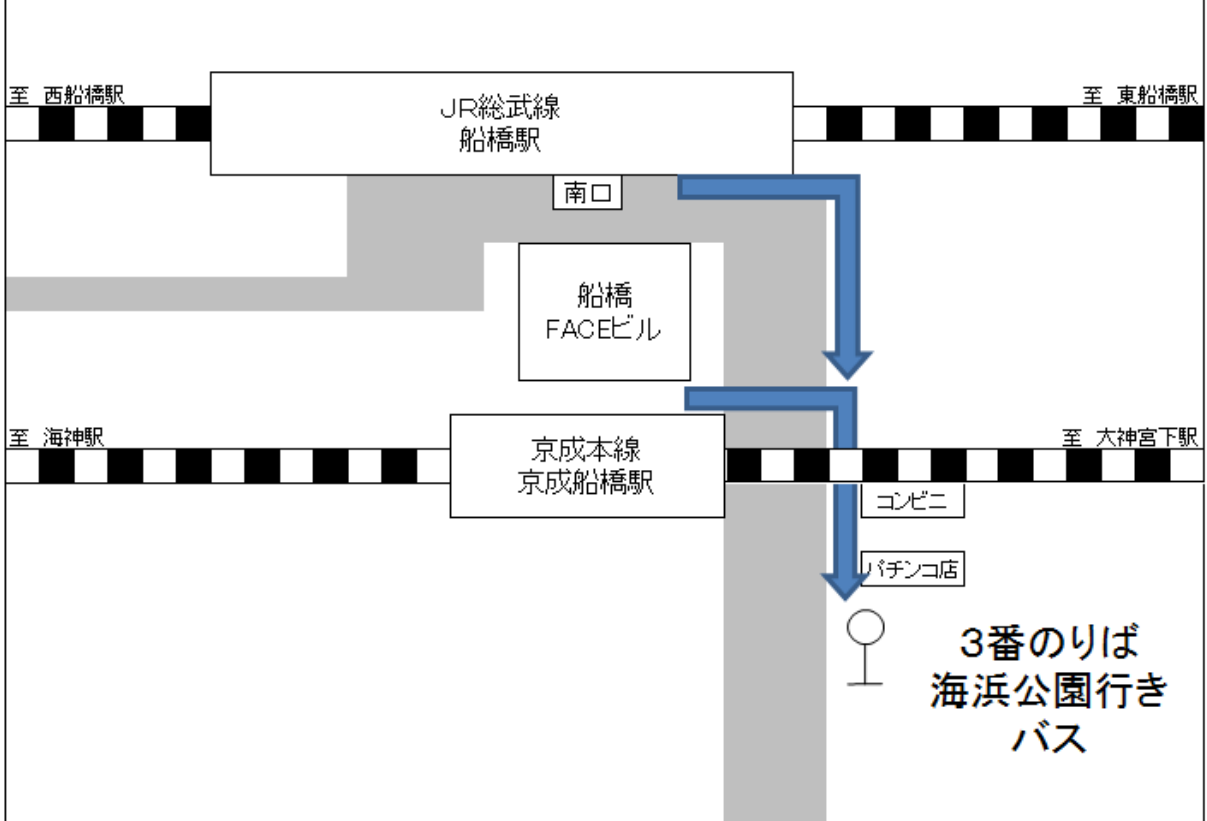 至 西船橋駅
JR総武線
船橋駅
至 東船橋駅
南口
船橋
FACEビル
至 海神駅
京成本線
京成船橋駅
至 大神宮下駅
コンビニ
パチンコ店
3番のりば
海浜公園行き
バス